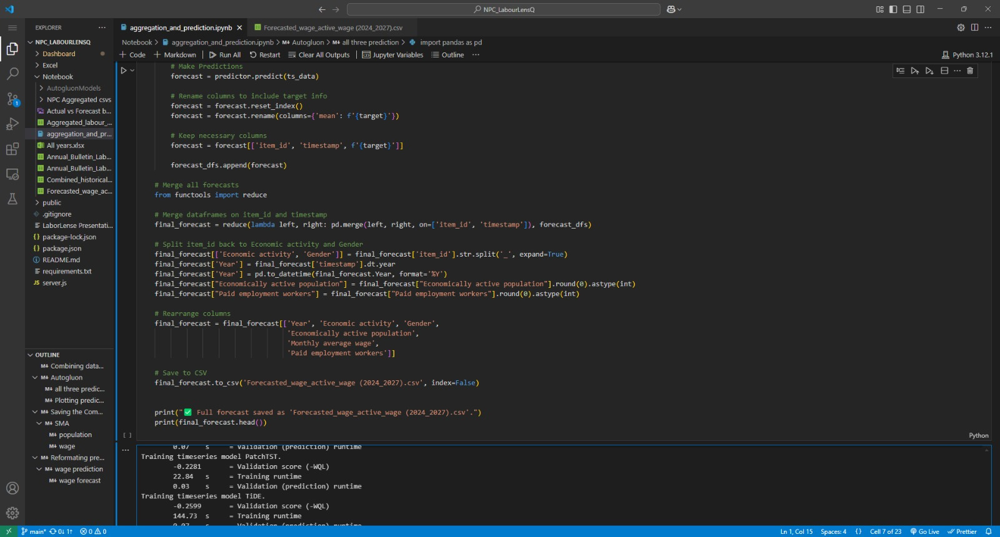 NPC_LabourLensQ
EXPLORER
NPC_LABOURLENSQ
Dashboard
Excel
Notebook
AutogluonModels
NPC Aggregated csvs
Actual vs Forecast b...
Aggregated_labour_...
aggregation_and_pr...
All years.xlsx
Annual_Bulletin_Lab...
Annual_Bulletin_Lab...
Combined_historical...
Forecasted_wage_ac...
public
.gitignore
LaborLense Presentati...
package-lock.json
package.json
README.md
requirements.txt
JS server.js
OUTLINE
M↓ Combining data...
M↓ Autogluon
M↓ all three predic...
M↓ Plotting predic...
M↓ Saving the Com...
M↓ SMA
M↓ population
M↓ wage
M↓ Reformating pre...
M↓ wage prediction
M↓ wage forecast
1
aggregation_and_prediction.ipynb
Forecasted_wage_active_wage (2024_2027).csv
Notebook > aggregation_and_prediction.ipynb > M↓ Autogluon > M↓ all three prediction > import pandas as pd
+ Code + Markdown | Run All Restart Clear All Outputs | Jupyter Variables Outline ... Python 3.12.1
# Make Predictions
forecast = predictor.predict(ts_data)
# Rename columns to include target info
forecast = forecast.reset_index()
forecast = forecast.rename(columns={'mean': f'{target}'})
# Keep necessary columns
forecast = forecast[['item_id', 'timestamp', f'{target}']]
forecast_dfs.append(forecast)
# Merge all forecasts
from functools import reduce
# Merge dataframes on item_id and timestamp
final_forecast = reduce(lambda left, right: pd.merge(left, right, on=['item_id', 'timestamp']), forecast_dfs)
# Split item_id back to Economic activity and Gender
final_forecast[['Economic activity', 'Gender']] = final_forecast['item_id'].str.split('_', expand=True)
final_forecast['Year'] = final_forecast['timestamp'].dt.year
final_forecast['Year'] = pd.to_datetime(final_forecast.Year, format='%Y')
final_forecast["Economically active population"] = final_forecast["Economically active population"].round(0).astype(int)
final_forecast["Paid employment workers"] = final_forecast["Paid employment workers"].round(0).astype(int)
# Rearrange columns
final_forecast = final_forecast[['Year', 'Economic activity', 'Gender',
'Economically active population',
'Monthly average wage',
'Paid employment workers']]
# Save to CSV
final_forecast.to_csv('Forecasted_wage_active_wage (2024_2027).csv', index=False)
print("✅ Full forecast saved as 'Forecasted_wage_active_wage (2024_2027).csv'.")
print(final_forecast.head())
[ ]
Python
0.07 s = Validation (prediction) runtime
Training timeseries model PatchTST.
-0.2281 = Validation score (-WQL)
22.84 s = Training runtime
0.03 s = Validation (prediction) runtime
Training timeseries model TiDE.
-0.2599 = Validation score (-WQL)
144.73 s = Training runtime
0.07 s = Validation (prediction) runtime
main* 0↓ 1↑ 0 0 Ln 1, Col 15 Spaces: 4 {} Cell 7 of 23 Go Live Prettier